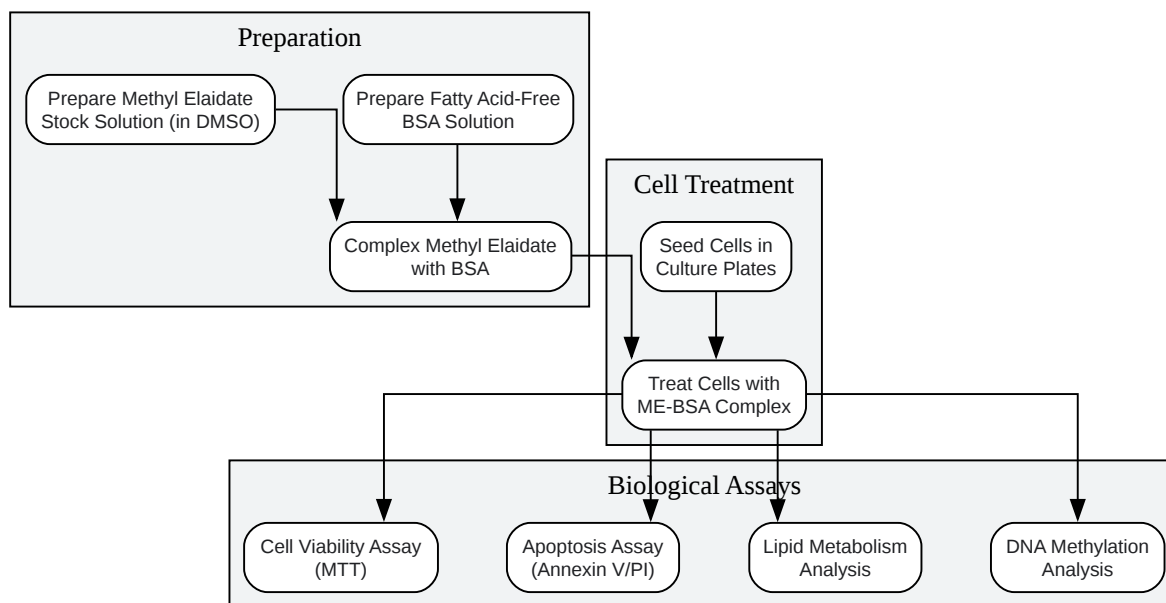 Preparation
Prepare Methyl Elaidate
Stock Solution (in DMSO)
Prepare Fatty Acid-Free
BSA Solution
Complex Methyl Elaidate
with BSA
Cell Treatment
Seed Cells in
Culture Plates
Treat Cells with
ME-BSA Complex
Biological Assays
Cell Viability Assay
(MTT)
Apoptosis Assay
(Annexin V/PI)
Lipid Metabolism
Analysis
DNA Methylation
Analysis